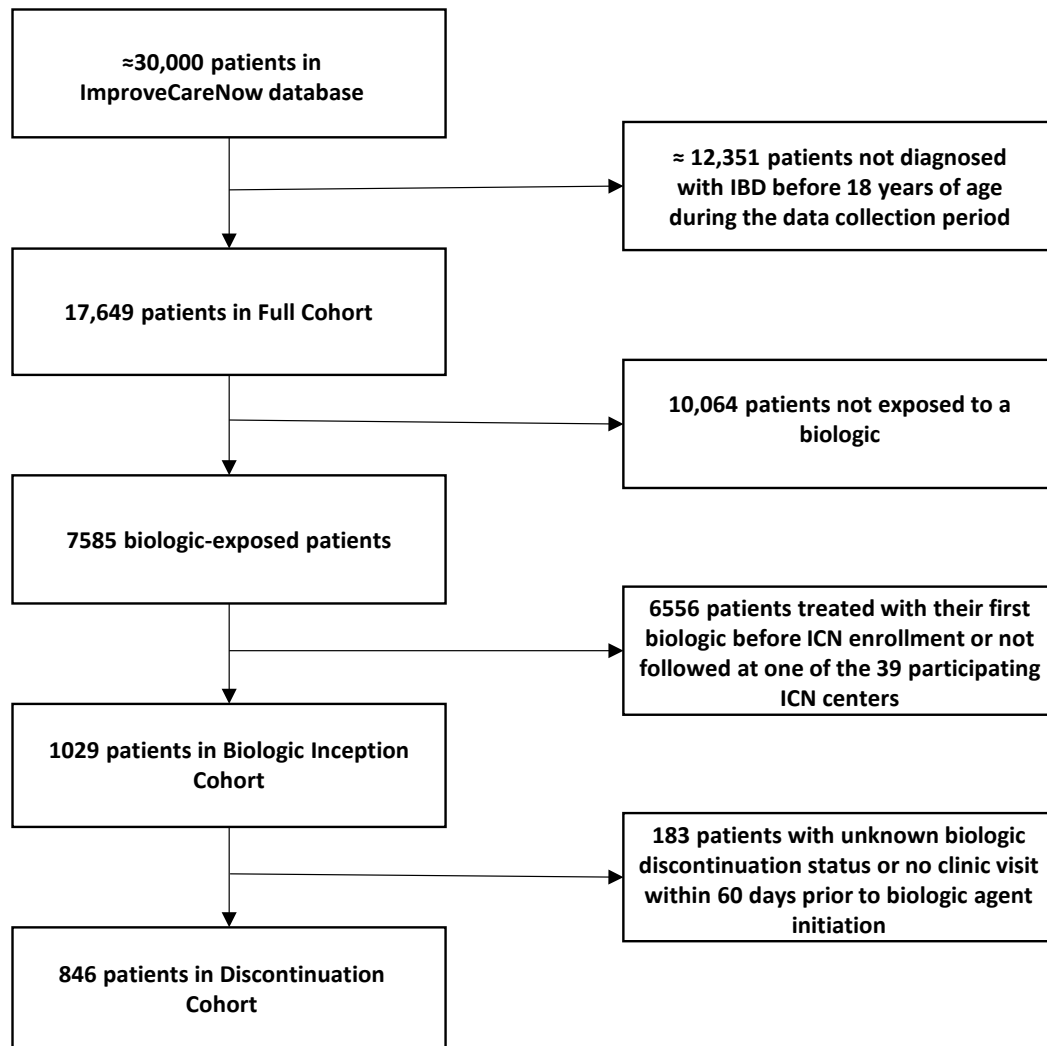 ≈30,000 patients in
ImproveCareNow database
≈ 12,351 patients not diagnosed
with IBD before 18 years of age
during the data collection period
17,649 patients in Full Cohort
10,064 patients not exposed to a
biologic
7585 biologic-exposed patients
6556 patients treated with their first
biologic before ICN enrollment or not
followed at one of the 39 participating
ICN centers
1029 patients in Biologic Inception
Cohort
183 patients with unknown biologic
discontinuation status or no clinic visit
within 60 days prior to biologic agent
initiation
846 patients in Discontinuation
Cohort